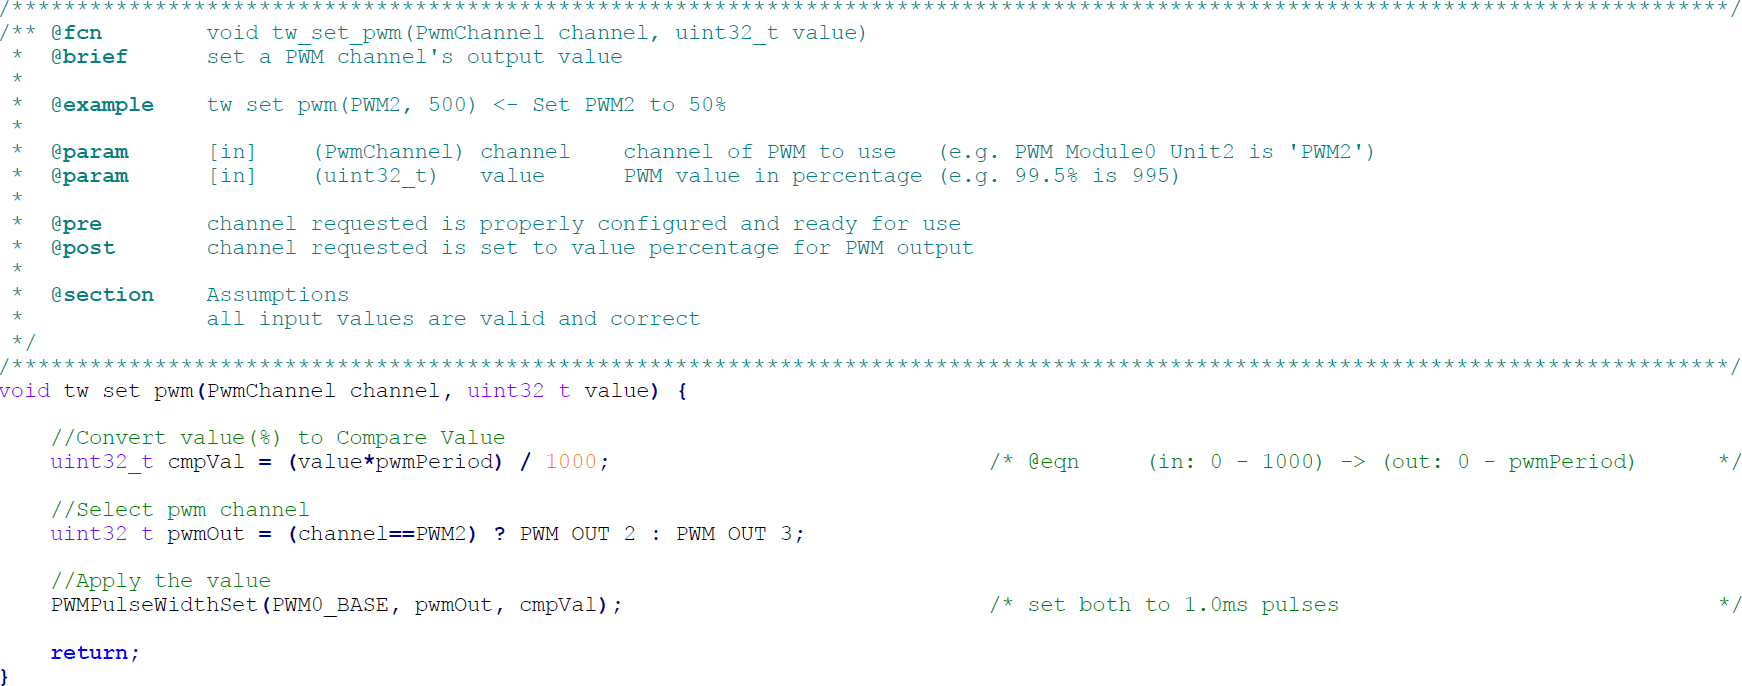 /************************************************************************************************************************************/
/** @fcn void tw_set_pwm(PwmChannel channel, uint32_t value)
* @brief set a PWM channel's output value
*
* @example tw set pwm(PWM2, 500) <- Set PWM2 to 50%
*
* @param [in] (PwmChannel) channel channel of PWM to use (e.g. PWM Module0 Unit2 is 'PWM2')
* @param [in] (uint32_t) value PWM value in percentage (e.g. 99.5% is 995)
*
* @pre channel requested is properly configured and ready for use
* @post channel requested is set to value percentage for PWM output
*
* @section Assumptions
* all input values are valid and correct
*/
/************************************************************************************************************************************/
void tw set pwm(PwmChannel channel, uint32 t value) {
//Convert value(%) to Compare Value
uint32_t cmpVal = (value*pwmPeriod) / 1000; /* @eqn (in: 0 - 1000) -> (out: 0 - pwmPeriod) */
//Select pwm channel
uint32 t pwmOut = (channel==PWM2) ? PWM OUT 2 : PWM OUT 3;
//Apply the value
PWMPulseWidthSet(PWM0_BASE, pwmOut, cmpVal); /* set both to 1.0ms pulses */
return;
}